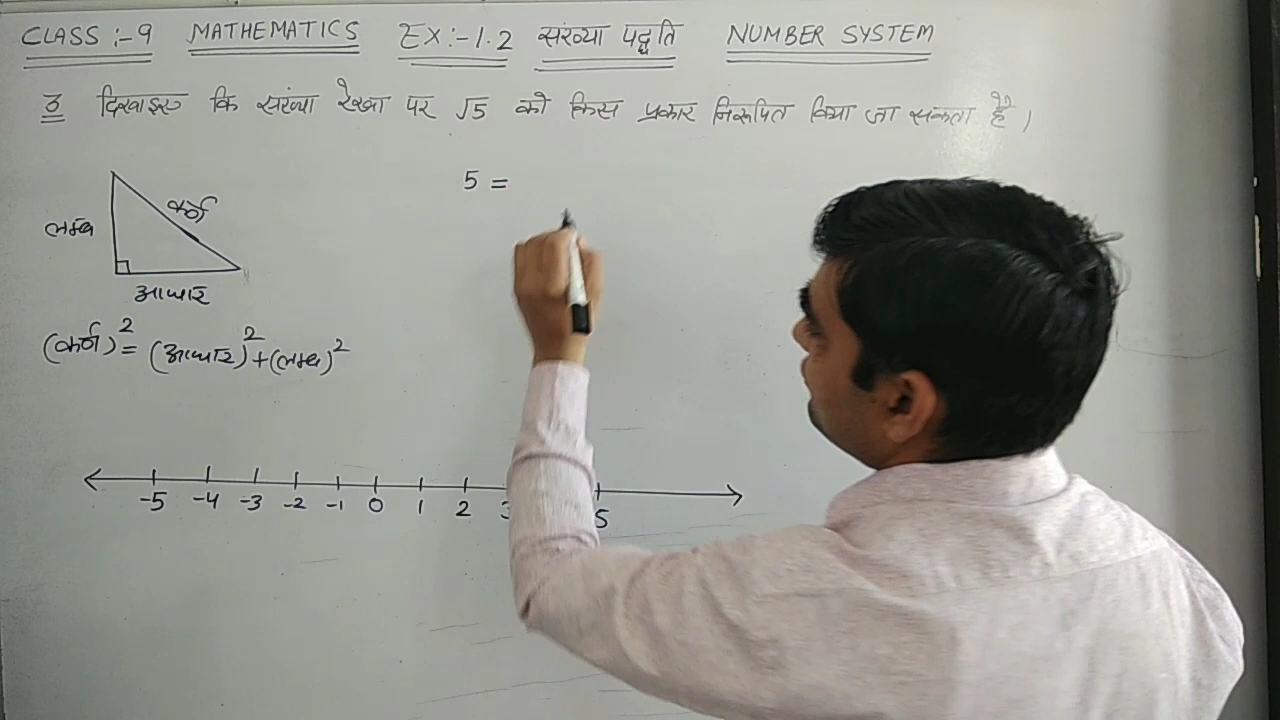 CLASS :- 9 MATHEMATICS EX:-1.2 संख्या पद्धति NUMBER SYSTEM
3 दिखाइए कि संख्या रेखा पर √5 को किस प्रकार निरूपित किया जा सकता है।
5 =
कर्ण
लम्ब
आधार
(कर्ण)² = (आधार)² + (लम्ब)²
-5 -4 -3 -2 -1 0 1 2 5